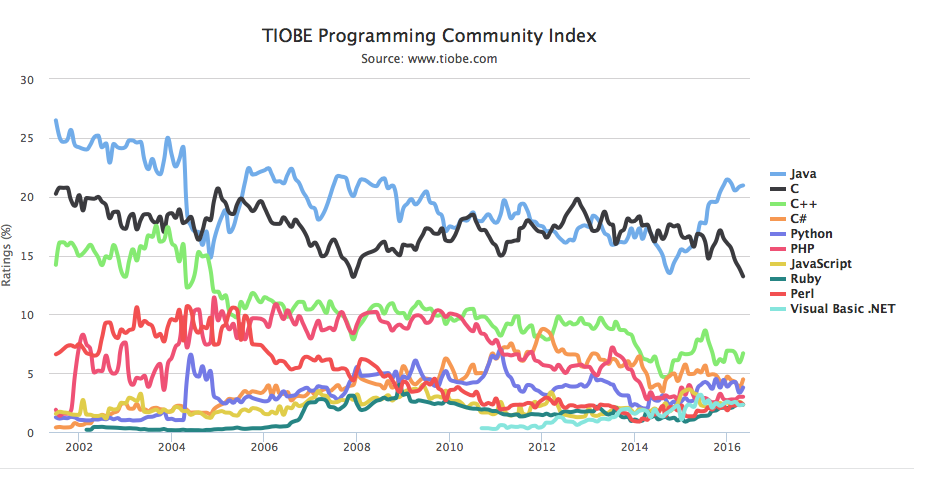 TIOBE Programming Community Index
Source: www.tiobe.com
Ratings (%)
30
25
20
15
10
5
0
2002 2004 2006 2008 2010 2012 2014 2016
Java
C
C++
C#
Python
PHP
JavaScript
Ruby
Perl
Visual Basic .NET